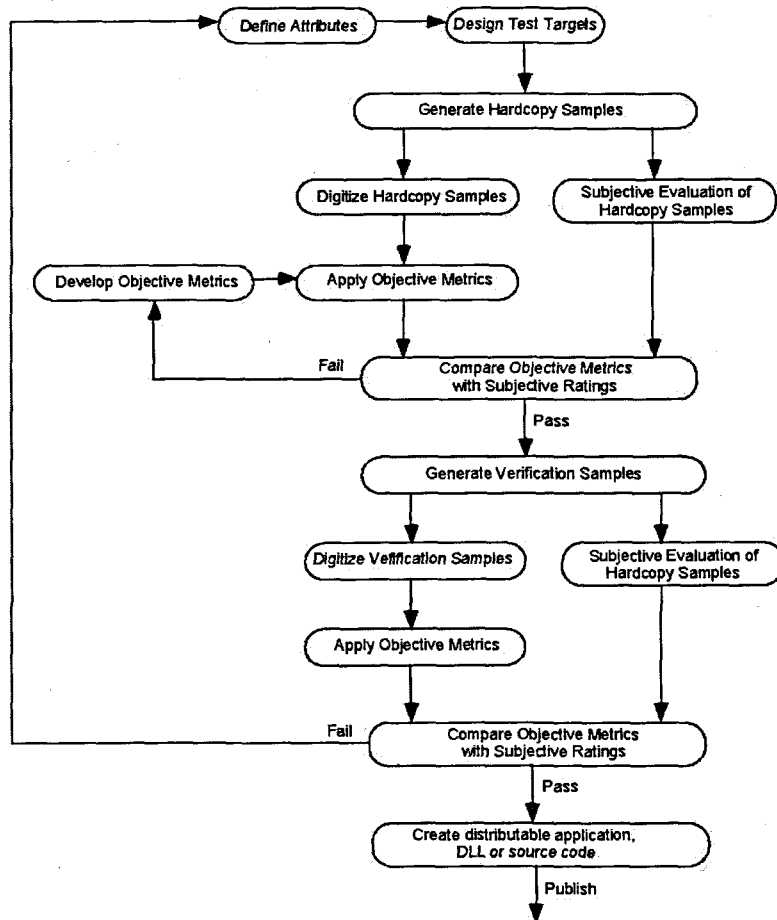 Define Attributes
Design Test Targets
Generate Hardcopy Samples
Digitize Hardcopy Samples
Subjective Evaluation of
Hardcopy Samples
Develop Objective Metrics
Apply Objective Metrics
Fail
Compare Objective Metrics
with Subjective Ratings
Pass
Generate Verification Samples
Digitize Vefification Samples
Subjective Evaluation of
Hardcopy Samples
Apply Objective Metrics
Fail
Compare Objective Metrics
with Subjective Ratings
Pass
Create distributable application,
DLL or source code
Publish